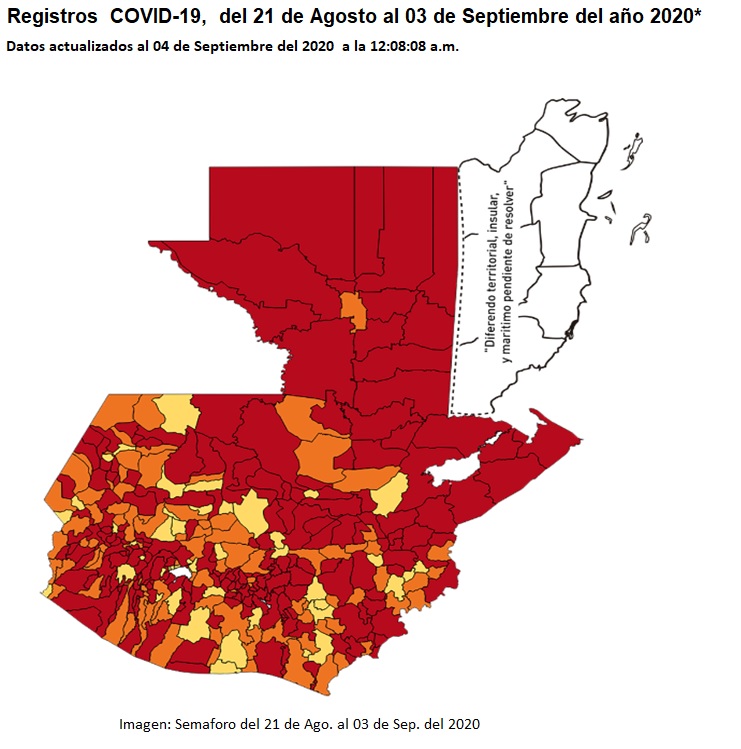 Registros COVID-19, del 21 de Agosto al 03 de Septiembre del año 2020*
Datos actualizados al 04 de Septiembre del 2020 a la 12:08:08 a.m.
"Diferendo territorial, insular,
y marítimo pendiente de resolver"
Imagen: Semaforo del 21 de Ago. al 03 de Sep. del 2020